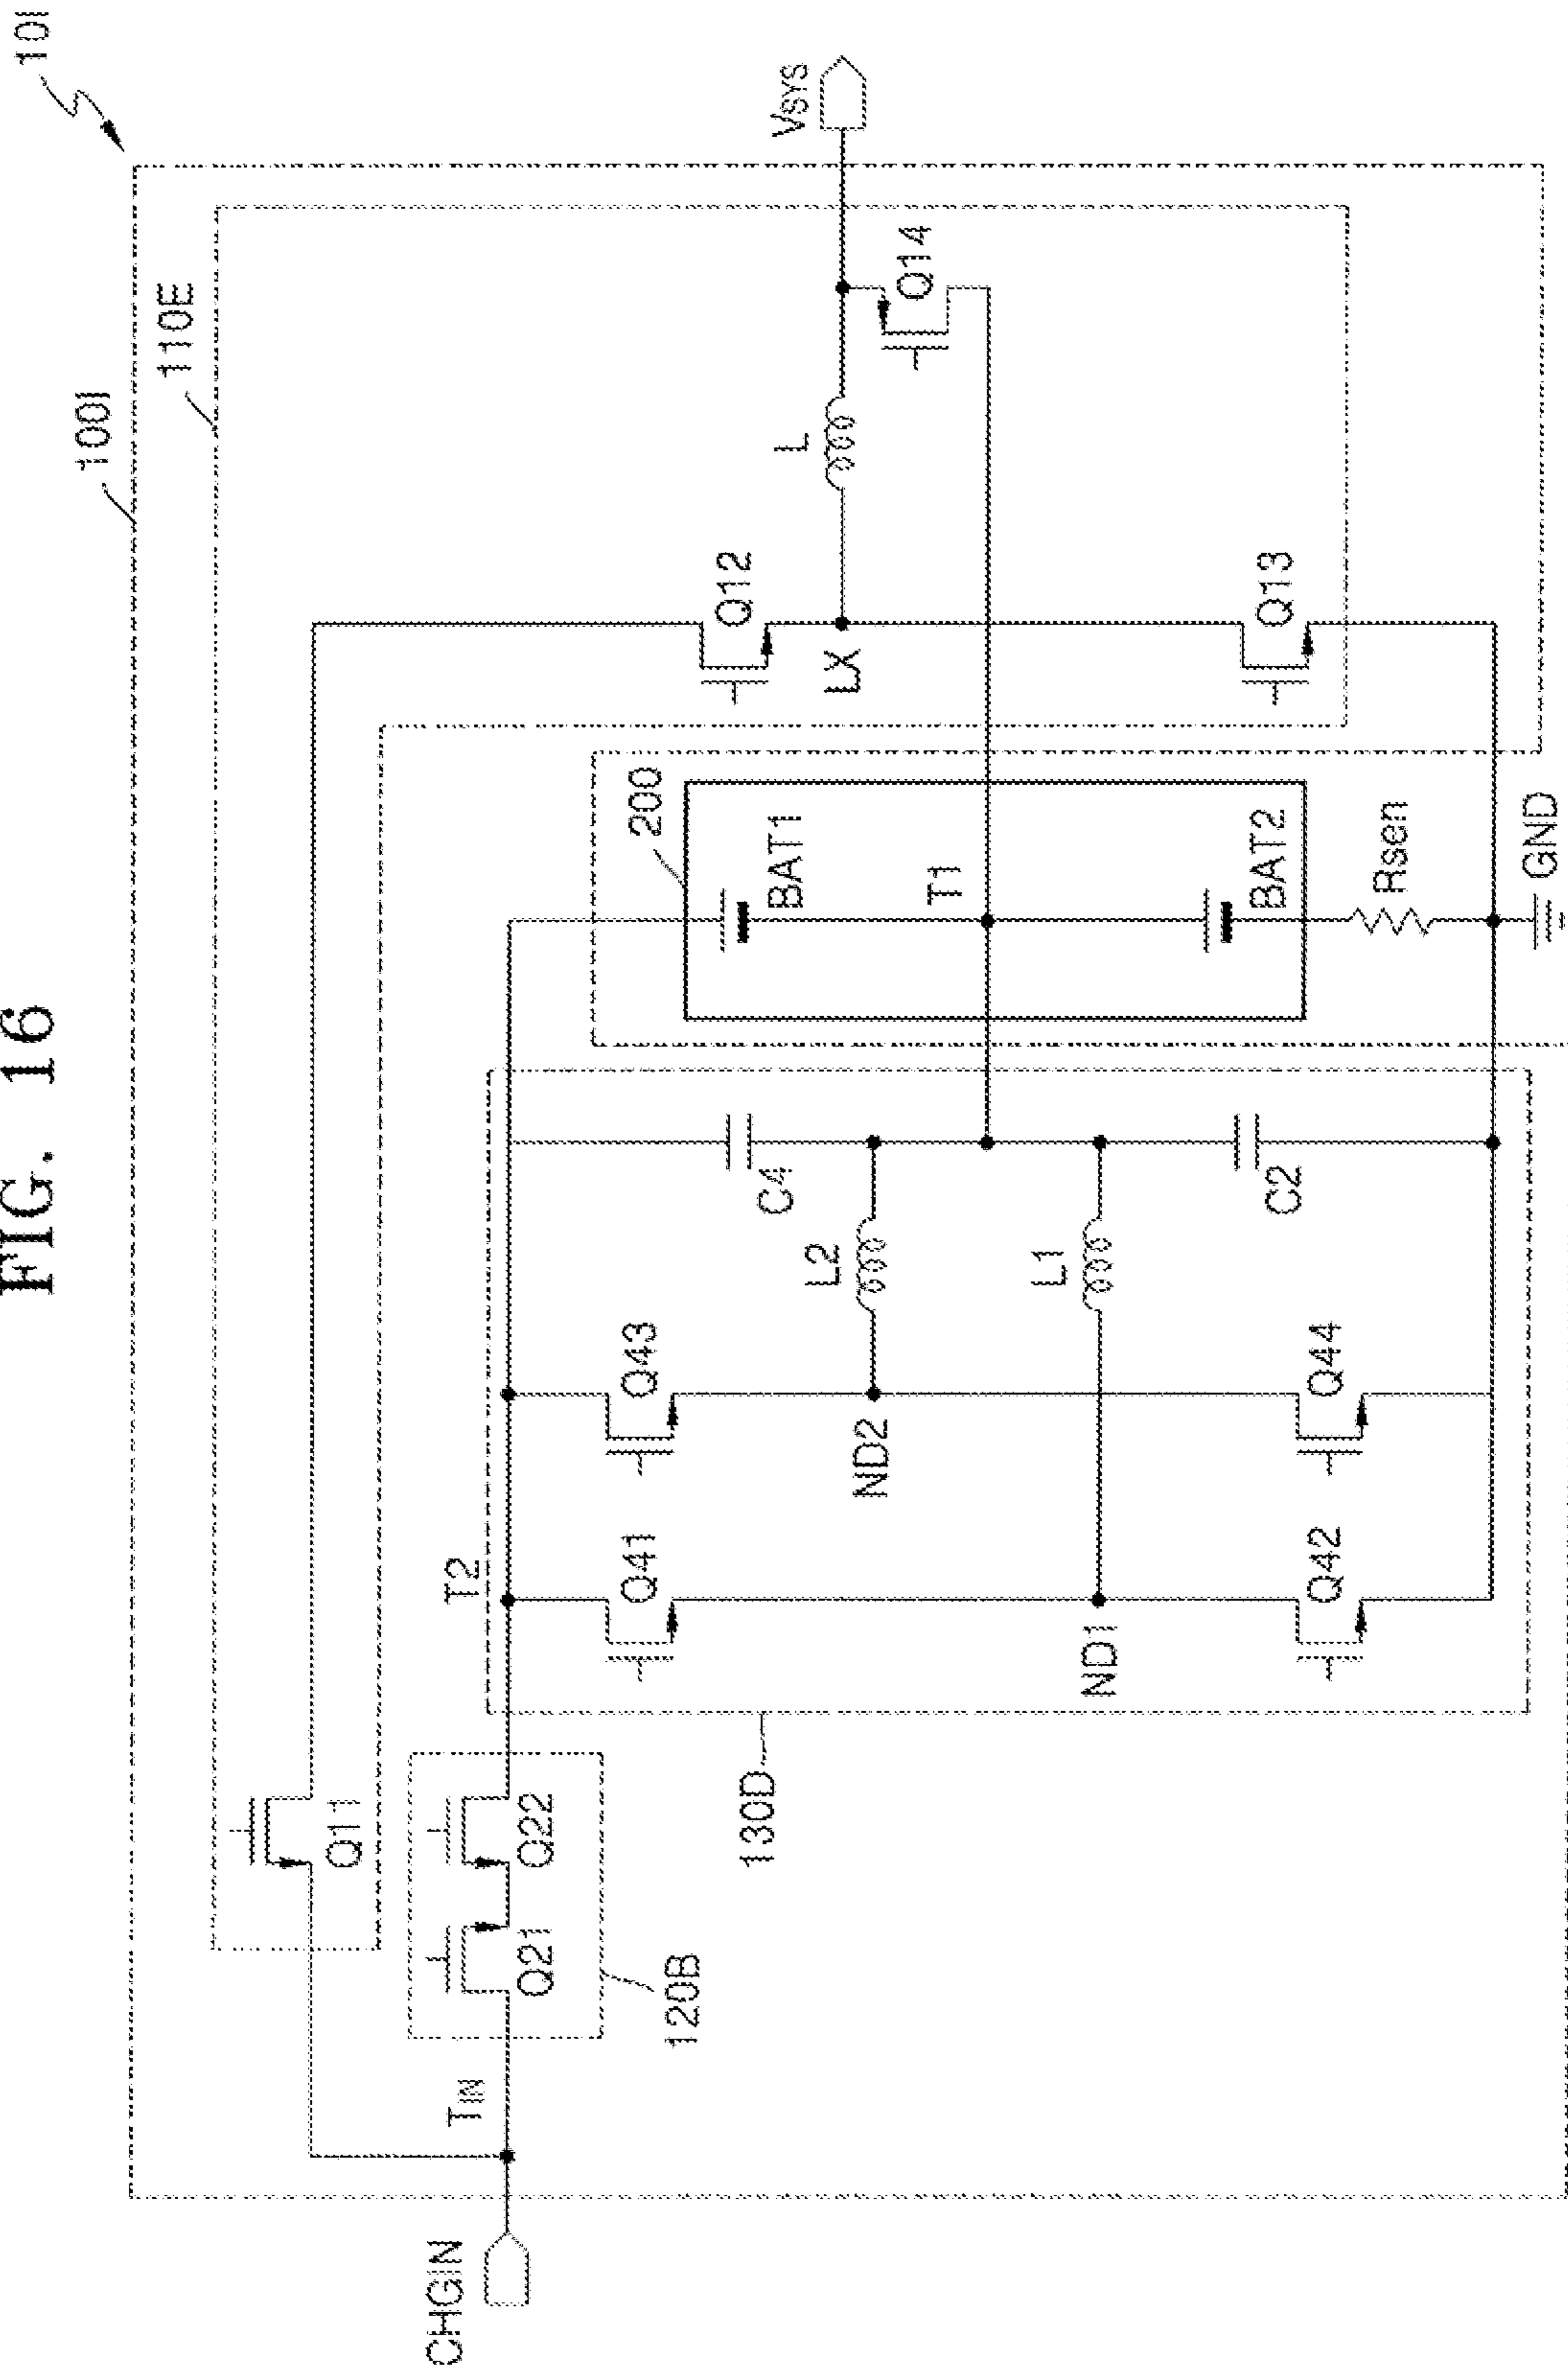 FIG. 16
10I
100I
110E
CHGIN
TIN
Q11
Q21
Q22
120B
T2
130D
Q41
Q43
Q42
Q44
ND1
ND2
L2
L1
C4
C2
200
BAT1
T1
BAT2
Rsen
GND
Q12
LX
Q13
L
Q14
VSYS